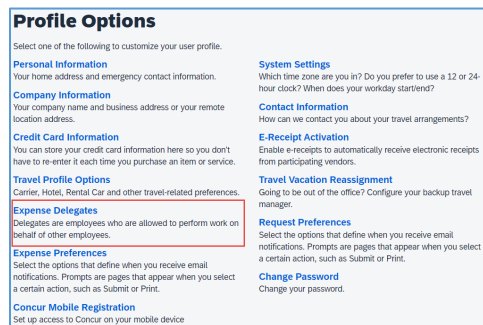 Profile Options
Select one of the following to customize your user profile.
Personal Information
Your home address and emergency contact information.
Company Information
Your company name and business address or your remote
location address.
Credit Card Information
You can store your credit card information here so you don't
have to re-enter it each time you purchase an item or service.
Travel Profile Options
Carrier, Hotel, Rental Car and other travel-related preferences.
Expense Delegates
Delegates are employees who are allowed to perform work on
behalf of other employees.
Expense Preferences
Select the options that define when you receive email
notifications. Prompts are pages that appear when you select
a certain action, such as Submit or Print.
Concur Mobile Registration
Set up access to Concur on your mobile device
System Settings
Which time zone are you in? Do you prefer to use a 12 or 24-
hour clock? When does your workday start/end?
Contact Information
How can we contact you about your travel arrangements?
E-Receipt Activation
Enable e-receipts to automatically receive electronic receipts
from participating vendors.
Travel Vacation Reassignment
Going to be out of the office? Configure your backup travel
manager.
Request Preferences
Select the options that define when you receive email
notifications. Prompts are pages that appear when you select
a certain action, such as Submit or Print.
Change Password
Change your password.